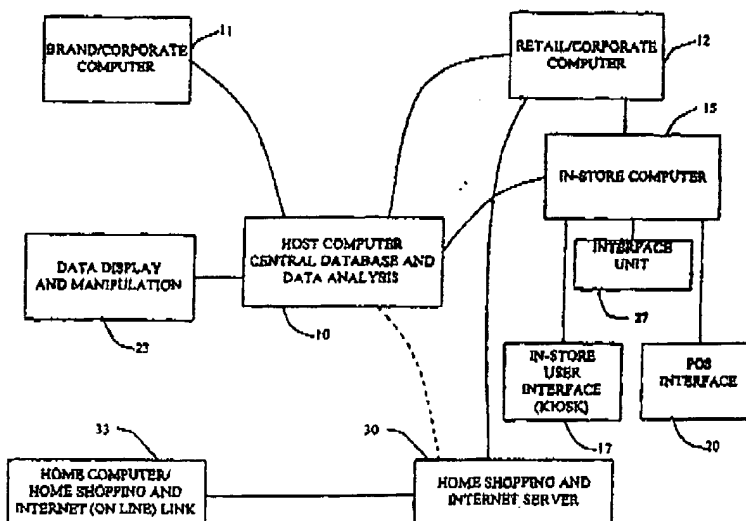 11
BRAND/CORPORATE
COMPUTER
RETAIL/CORPORATE
COMPUTER
12
15
IN-STORE COMPUTER
HOST COMPUTER
CENTRAL DATABASE AND
DATA ANALYSIS
10
DATA DISPLAY
AND MANIPULATION
23
INTERFACE
UNIT
27
IN-STORE
USER
INTERFACE
(KIOSK)
17
POS
INTERFACE
20
33
HOME COMPUTER/
HOME SHOPPING AND
INTERNET (ON LINE) LINK
30
HOME SHOPPING AND
INTERNET SERVER